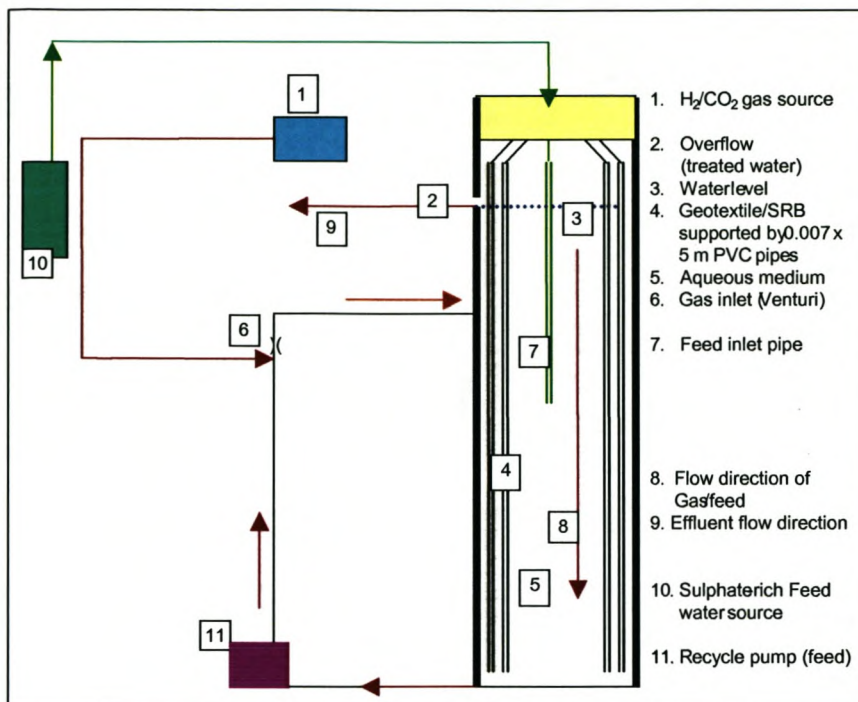 1
10
2
9
3
6
7
4
8
5
11
1. H2/CO2 gas source
2. Overflow
(treated water)
3. Waterlevel
4. Geotextile/SRB
supported by0.007 x
5 m PVC pipes
5. Aqueous medium
6. Gas inlet (Venturi)
7. Feed inlet pipe
8. Flow direction of
Gas/feed
9. Effluent flow direction
10. Sulphaterich Feed
water source
11. Recycle pump (feed)